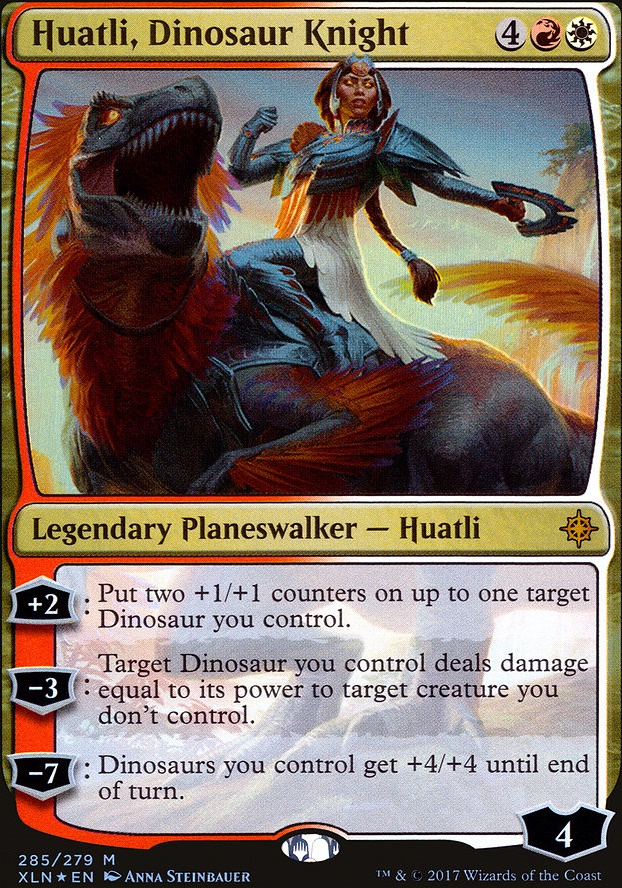 Huatli, Dinosaur Knight 4
Legendary Planeswalker — Huatli
+2 : Put two +1/+1 counters on up to one target
Dinosaur you control.
−3 : Target Dinosaur you control deals damage
equal to its power to target creature you
don't control.
−7 : Dinosaurs you control get +4/+4 until end
of turn.
4
285/279 M
XLN★EN Anna Steinbauer
™ & © 2017 Wizards of the Coast